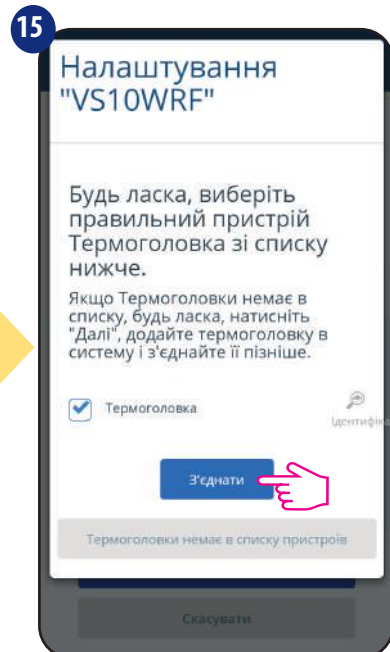 15
Налаштування
"VS10WRF"
Будь ласка, виберіть
правильний пристрій
Термоголовка зі списку
нижче.
Якщо Термоголовки немає в
списку, будь ласка, натисніть
"Далі", додайте термоголовку в
систему і з'єднайте її пізніше.
Термоголовка
Ідентифіка
З'єднати
Термоголовки немає в списку пристроїв
Скасувати